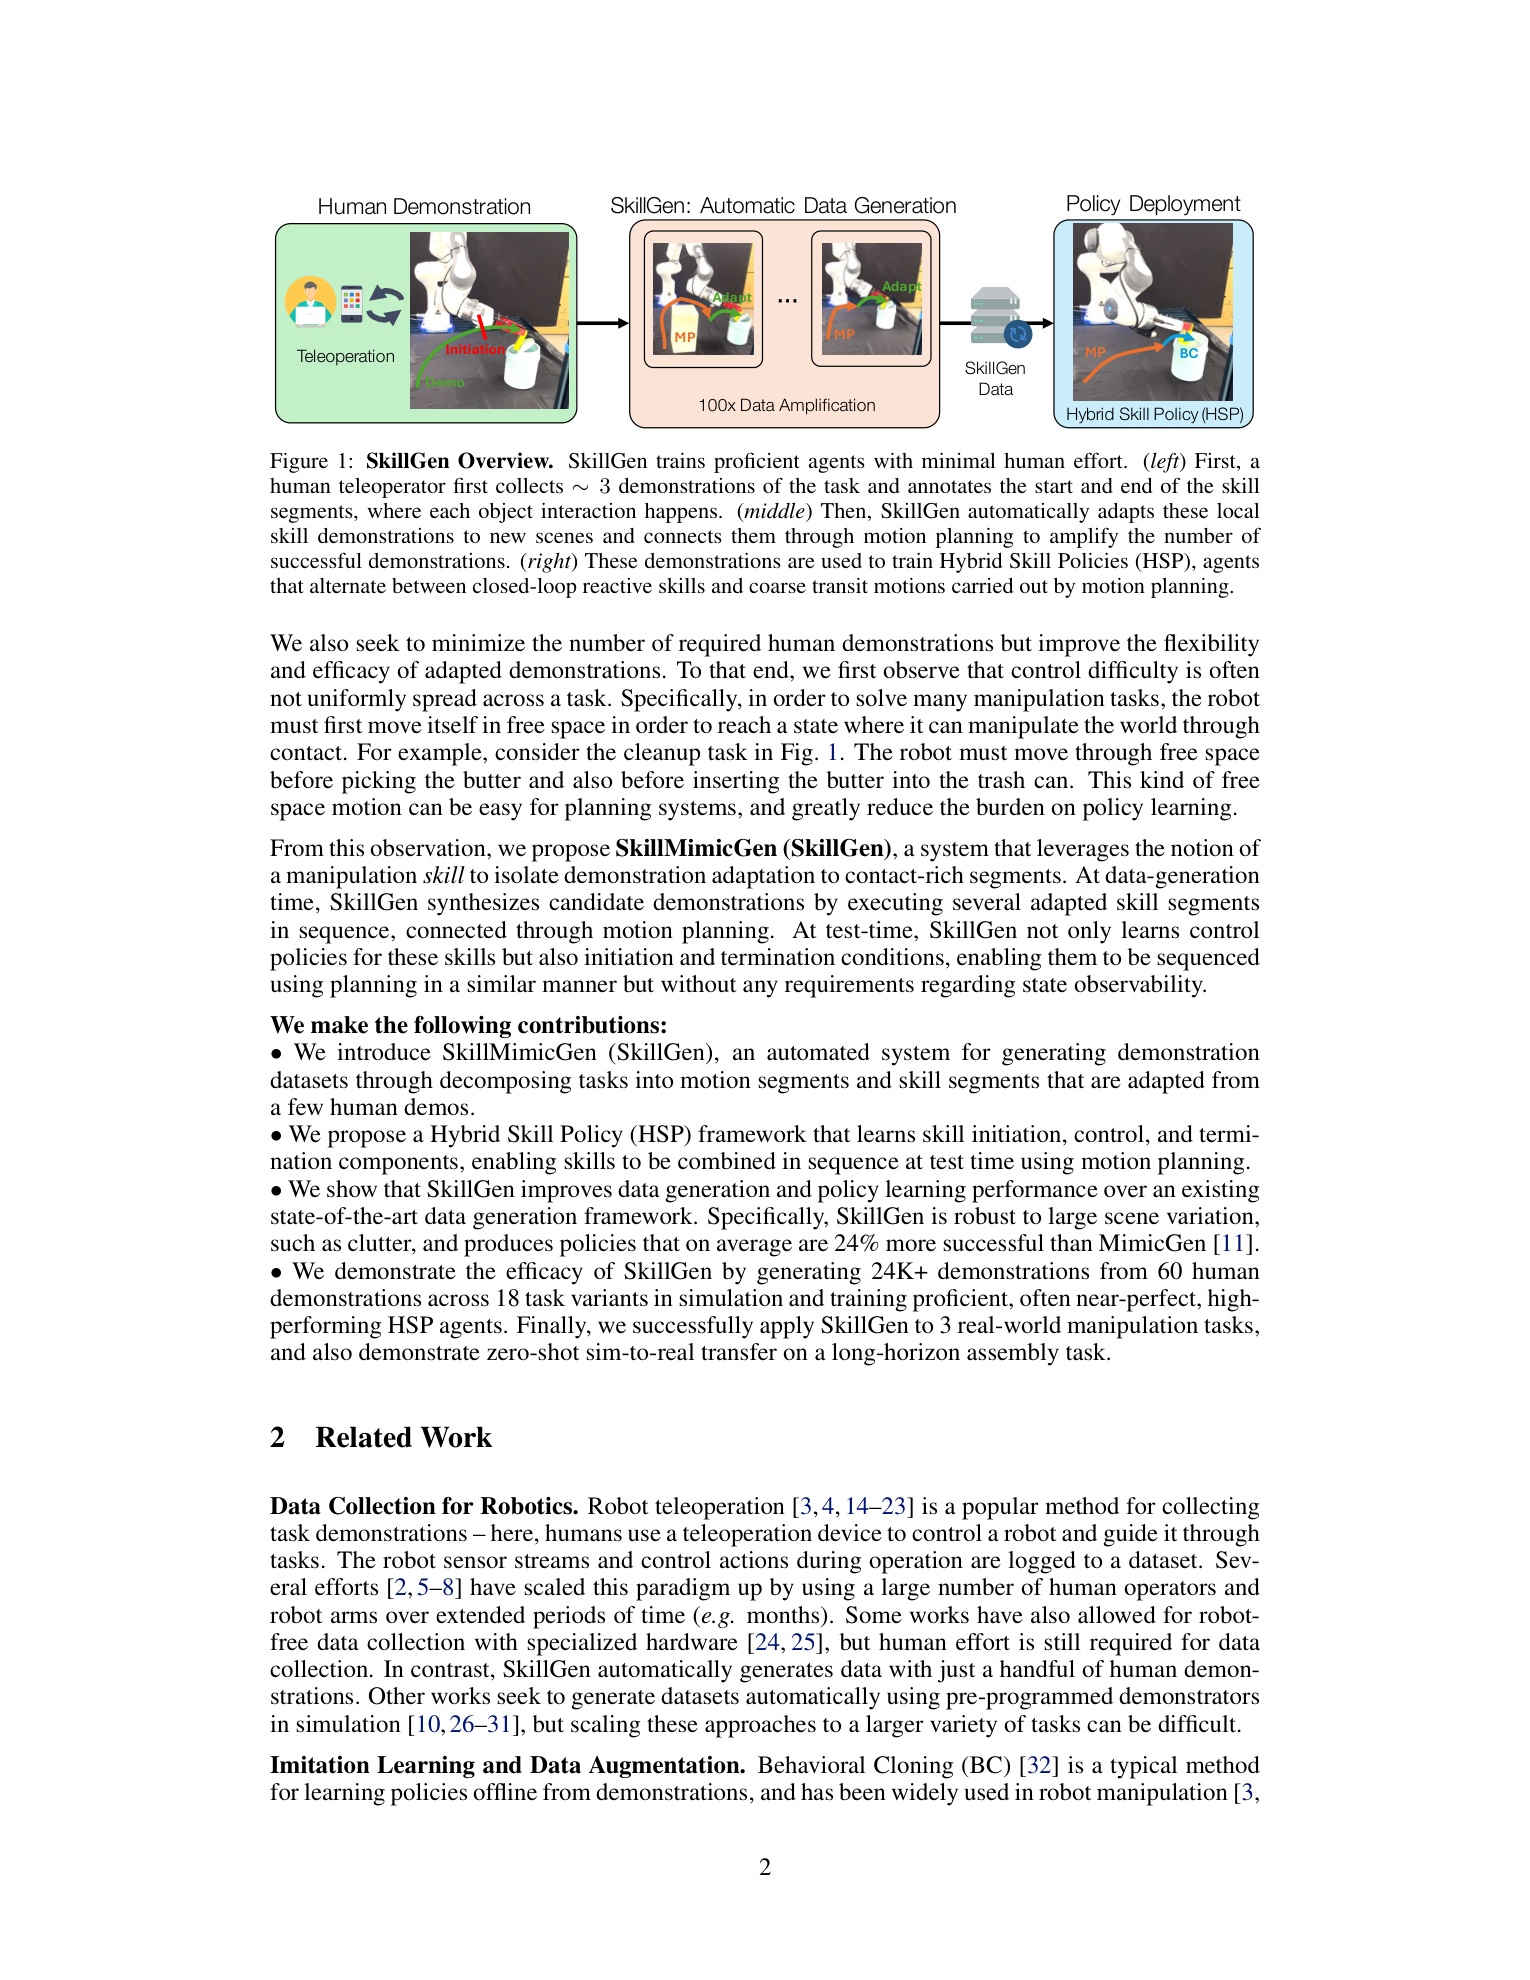 Human Demonstration
SkillGen: Automatic Data Generation
Policy Deployment
Teleoperation
Initiation
Demo
MP
Adapt
...
MP
Adapt
100x Data Amplification
SkillGen
Data
MP
BC
Hybrid Skill Policy (HSP)
Figure 1: SkillGen Overview. SkillGen trains proficient agents with minimal human effort. (left) First, a
human teleoperator first collects ∼ 3 demonstrations of the task and annotates the start and end of the skill
segments, where each object interaction happens. (middle) Then, SkillGen automatically adapts these local
skill demonstrations to new scenes and connects them through motion planning to amplify the number of
successful demonstrations. (right) These demonstrations are used to train Hybrid Skill Policies (HSP), agents
that alternate between closed-loop reactive skills and coarse transit motions carried out by motion planning.
We also seek to minimize the number of required human demonstrations but improve the flexibility
and efficacy of adapted demonstrations. To that end, we first observe that control difficulty is often
not uniformly spread across a task. Specifically, in order to solve many manipulation tasks, the robot
must first move itself in free space in order to reach a state where it can manipulate the world through
contact. For example, consider the cleanup task in Fig. 1. The robot must move through free space
before picking the butter and also before inserting the butter into the trash can. This kind of free
space motion can be easy for planning systems, and greatly reduce the burden on policy learning.
From this observation, we propose SkillMimicGen (SkillGen), a system that leverages the notion of
a manipulation skill to isolate demonstration adaptation to contact-rich segments. At data-generation
time, SkillGen synthesizes candidate demonstrations by executing several adapted skill segments
in sequence, connected through motion planning. At test-time, SkillGen not only learns control
policies for these skills but also initiation and termination conditions, enabling them to be sequenced
using planning in a similar manner but without any requirements regarding state observability.
We make the following contributions:
• We introduce SkillMimicGen (SkillGen), an automated system for generating demonstration
datasets through decomposing tasks into motion segments and skill segments that are adapted from
a few human demos.
• We propose a Hybrid Skill Policy (HSP) framework that learns skill initiation, control, and termi-
nation components, enabling skills to be combined in sequence at test time using motion planning.
• We show that SkillGen improves data generation and policy learning performance over an existing
state-of-the-art data generation framework. Specifically, SkillGen is robust to large scene variation,
such as clutter, and produces policies that on average are 24% more successful than MimicGen [11].
• We demonstrate the efficacy of SkillGen by generating 24K+ demonstrations from 60 human
demonstrations across 18 task variants in simulation and training proficient, often near-perfect, high-
performing HSP agents. Finally, we successfully apply SkillGen to 3 real-world manipulation tasks,
and also demonstrate zero-shot sim-to-real transfer on a long-horizon assembly task.
2 Related Work
Data Collection for Robotics. Robot teleoperation [3, 4, 14–23] is a popular method for collecting
task demonstrations – here, humans use a teleoperation device to control a robot and guide it through
tasks. The robot sensor streams and control actions during operation are logged to a dataset. Sev-
eral efforts [2, 5–8] have scaled this paradigm up by using a large number of human operators and
robot arms over extended periods of time (e.g. months). Some works have also allowed for robot-
free data collection with specialized hardware [24, 25], but human effort is still required for data
collection. In contrast, SkillGen automatically generates data with just a handful of human demon-
strations. Other works seek to generate datasets automatically using pre-programmed demonstrators
in simulation [10, 26–31], but scaling these approaches to a larger variety of tasks can be difficult.
Imitation Learning and Data Augmentation. Behavioral Cloning (BC) [32] is a typical method
for learning policies offline from demonstrations, and has been widely used in robot manipulation [3,
2